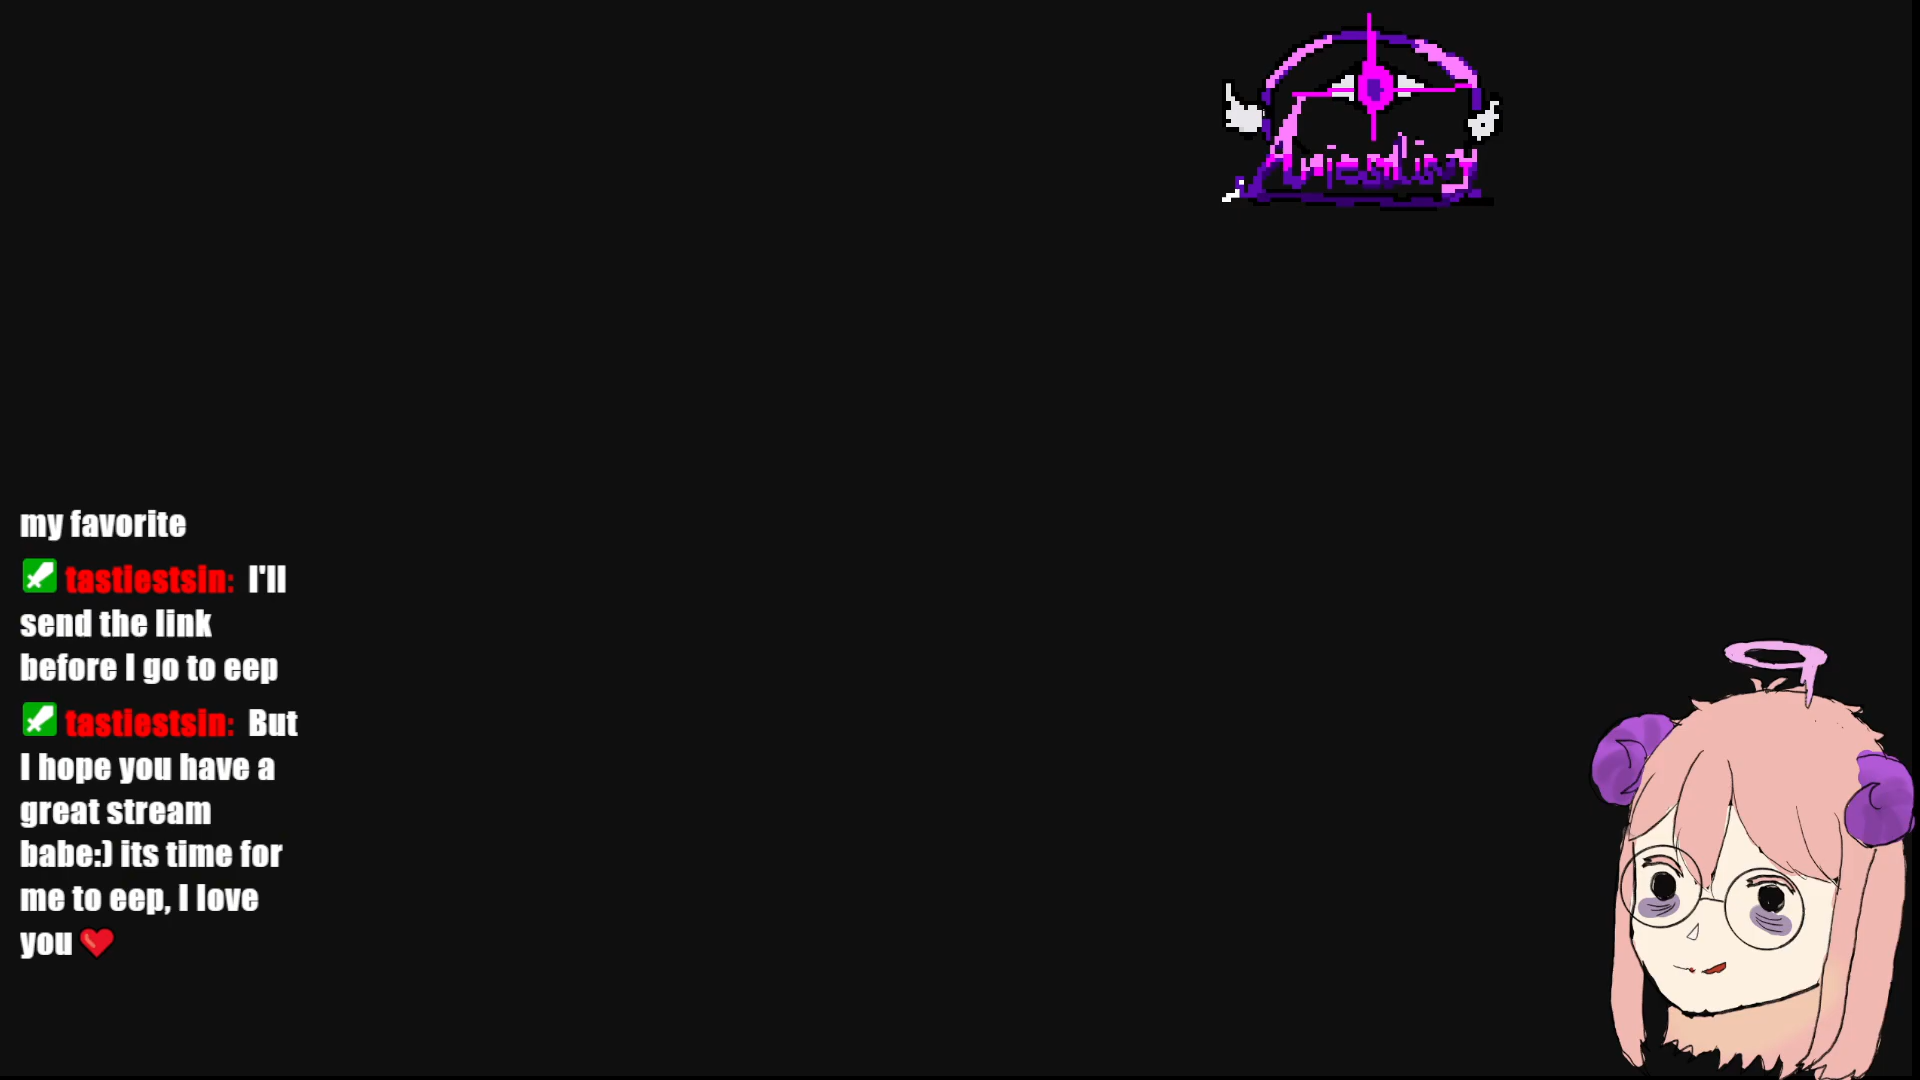 my favorite
tastiestsin: I'll
send the link
before I go to eep
tastiestsin: But
I hope you have a
great stream
babe:) its time for
me to eep, I love
you ❤